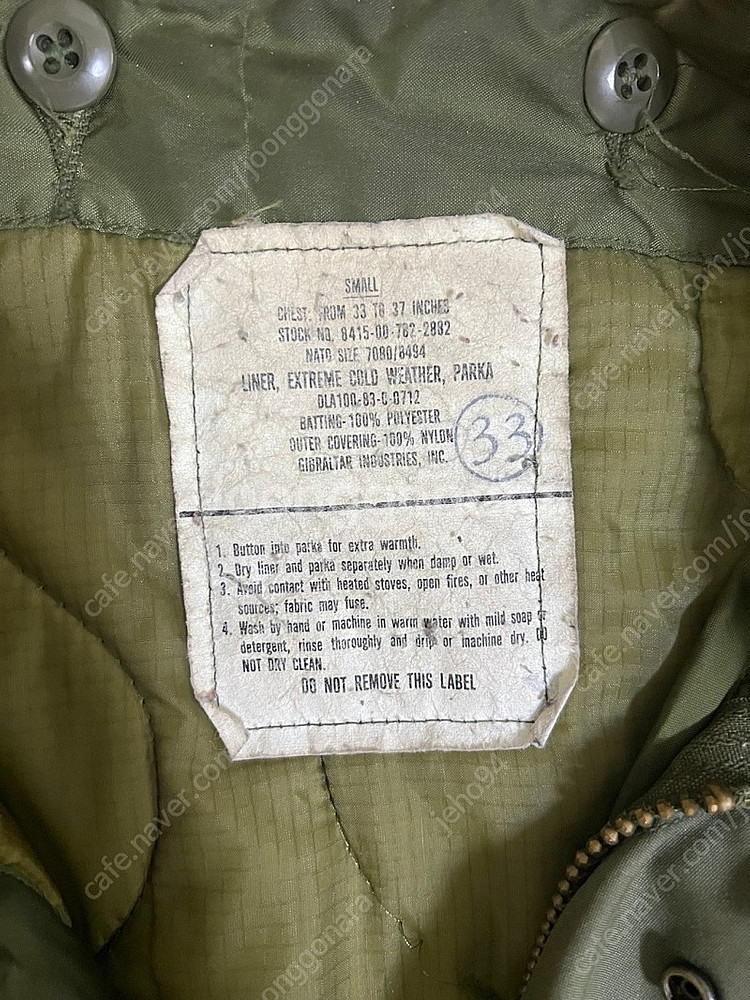 SMALL
CHEST: FROM 33 TO 37 INCHES
STOCK NO. 8415-00-782-2882
NATO SIZE 7080/8494
LINER, EXTREME COLD WEATHER, PARKA
DLA100-83-C-0712
BATTING-100% POLYESTER
OUTER COVERING-100% NYLON
GIBRALTAR INDUSTRIES, INC.
33
1. Button into parka for extra warmth.
2. Dry liner and parka separately when damp or wet.
3. Avoid contact with heated stoves, open fires, or other heat
sources; fabric may fuse.
4. Wash by hand or machine in warm water with mild soap or
detergent, rinse thoroughly and drip or machine dry. DO
NOT DRY CLEAN.
DO NOT REMOVE THIS LABEL
cafe.naver.com/joonggonara
jeho94